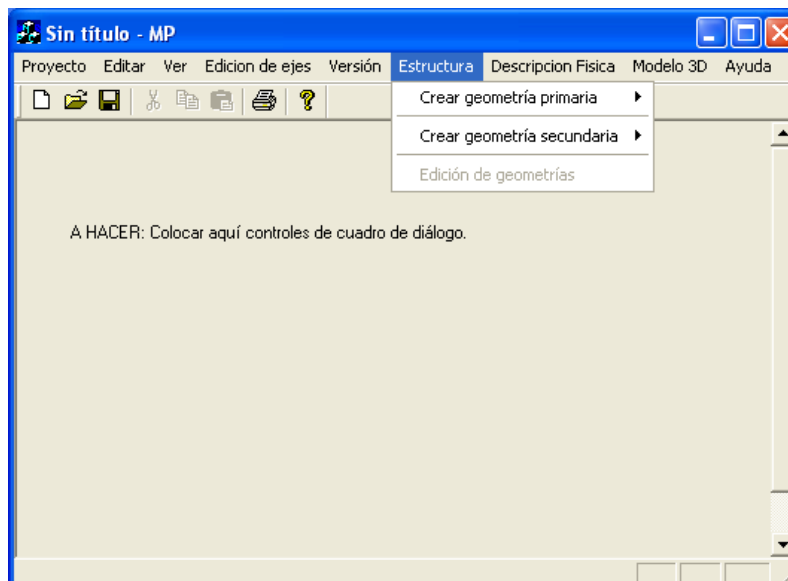 Sin título - MP
Proyecto Editar Ver Edicion de ejes Versión Estructura Descripcion Fisica Modelo 3D Ayuda
Crear geometría primaria
Crear geometría secundaria
Edición de geometrías
A HACER: Colocar aquí controles de cuadro de diálogo.